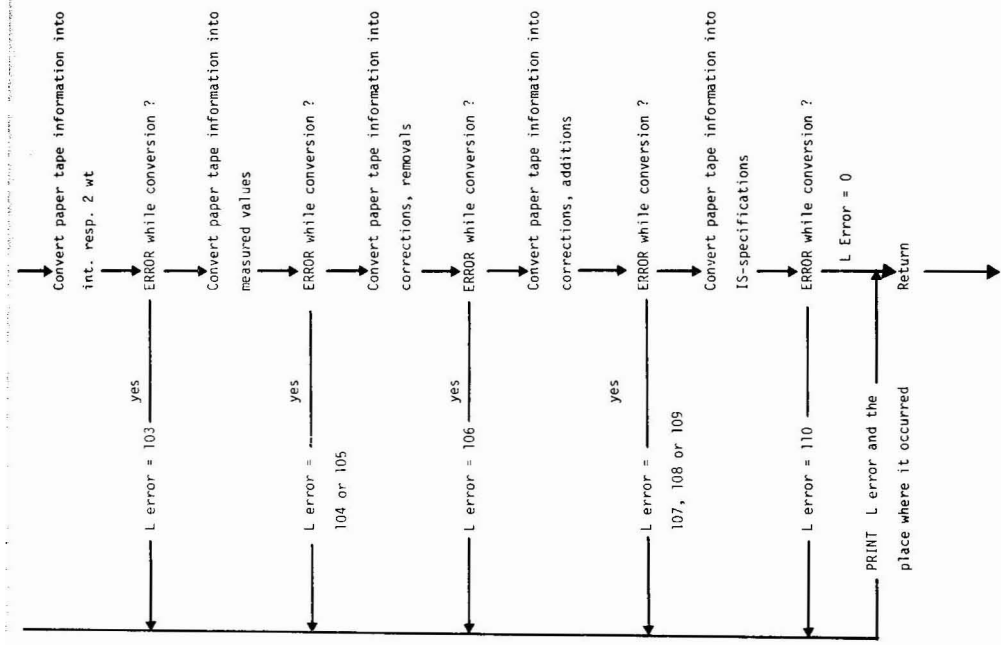 Convert paper tape information into
int. resp. 2 wt
yes
L error = 103
ERROR while conversion ?
Convert paper tape information into
measured values
yes
L error =
104 or 105
ERROR while conversion ?
Convert paper tape information into
corrections, removals
yes
L error = 106
ERROR while conversion ?
Convert paper tape information into
corrections, additions
yes
L error =
107, 108 or 109
ERROR while conversion ?
Convert paper tape information into
IS-specifications
L error = 110
ERROR while conversion ?
L Error = 0
PRINT L error and the
place where it occurred
Return